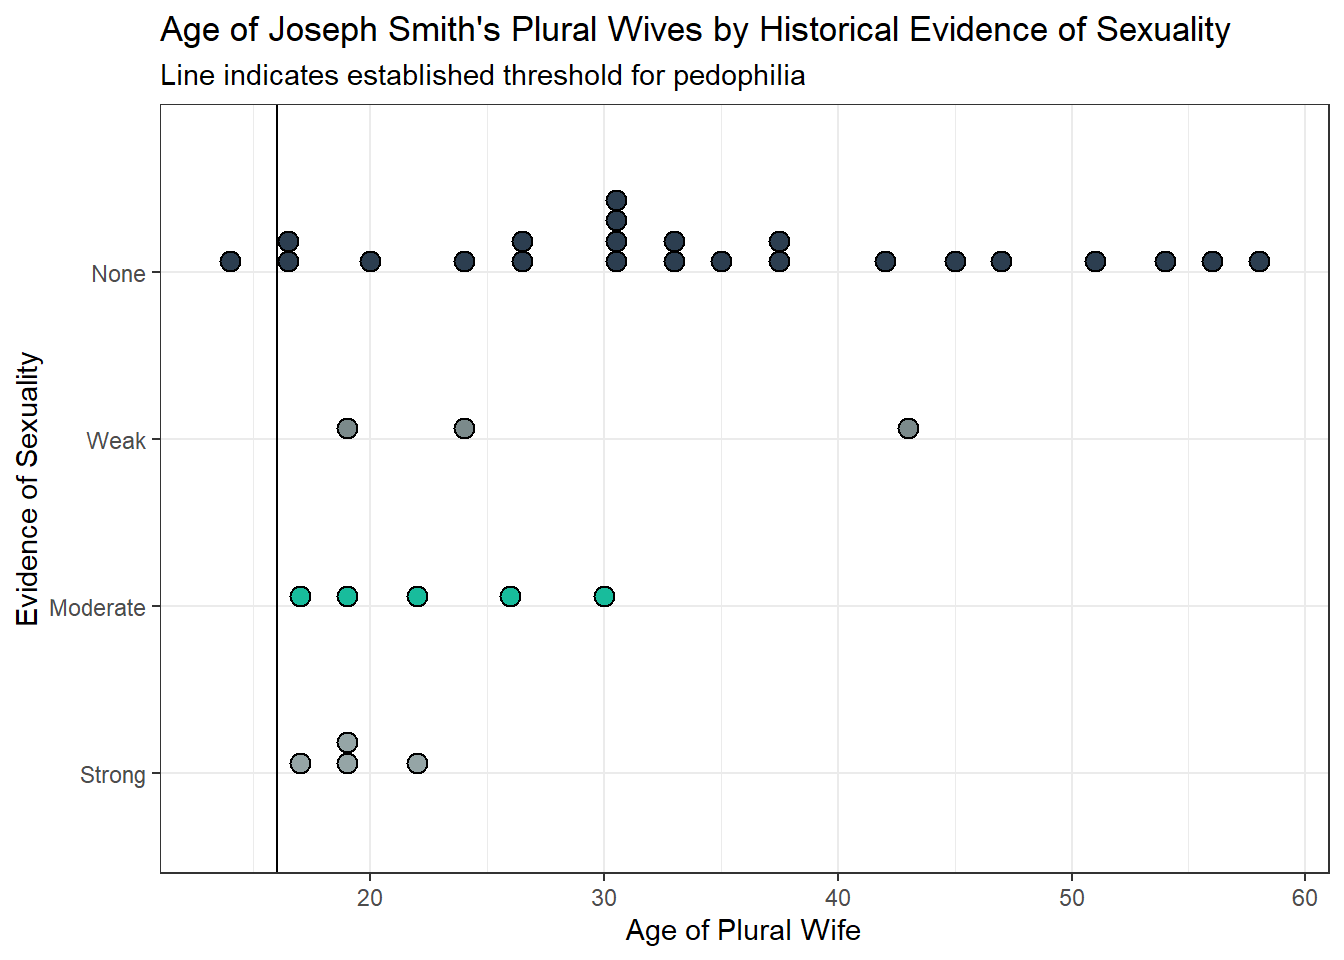 Age of Joseph Smith's Plural Wives by Historical Evidence of Sexuality
Line indicates established threshold for pedophilia
Evidence of Sexuality
None
Weak
Moderate
Strong
20 30 40 50 60
Age of Plural Wife